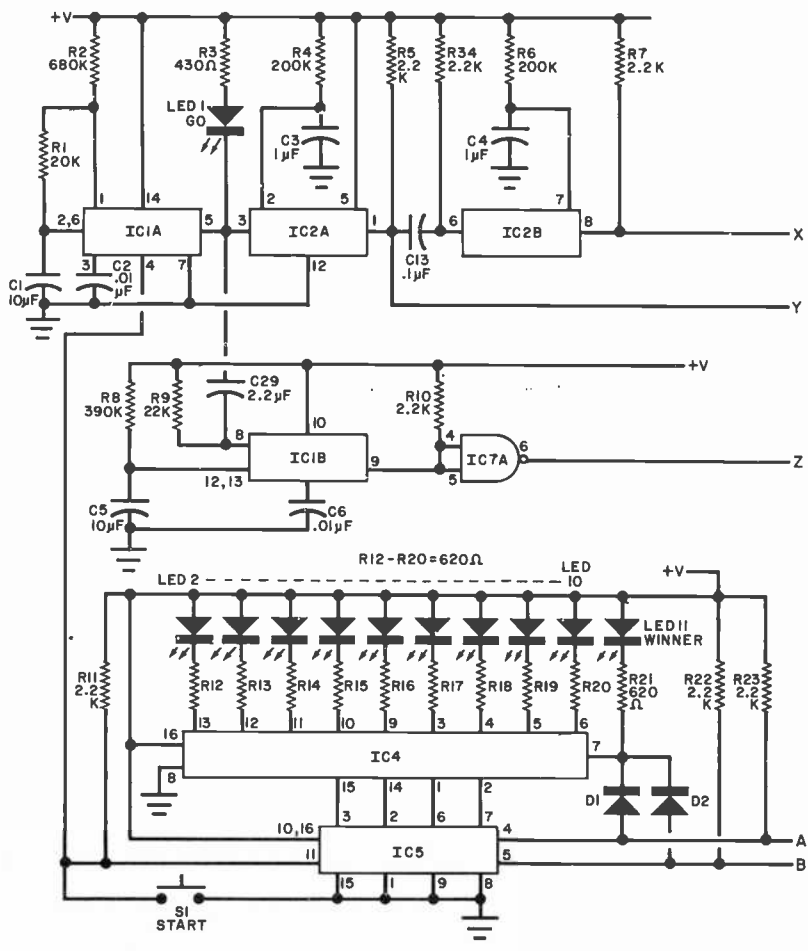 +V
R2
680K
R3
430Ω
R4
200K
R5
2.2
K
R34
2.2K
R6
200K
R7
2.2K
LED 1
GO
C3
1µF
C4
1µF
R1
20K
1
14
2
5
7
2,6
IC1A
5
3
IC2A
1
6
IC2B
8
X
C13
.1µF
3
C2
.01
µF
4
7
12
C1
10µF
Y
+V
R8
390K
R9
22K
C29
2.2µF
R10
2.2K
10
8
4
6
IC1B
9
IC7A
Z
12,13
5
C5
10µF
C6
.01µF
R12-R20=620Ω
LED 2
LED
10
+V
LED 11
WINNER
R11
2.2
K
R12
R13
R14
R15
R16
R17
R18
R19
R20
R21
620
Ω
R22
2.2
K
R23
2.2
K
13
12
11
10
9
3
4
5
6
16
IC4
7
8
15
14
1
2
D1
D2
3
2
6
7
10,16
4
A
11
IC5
5
B
15
1
9
8
S1
START